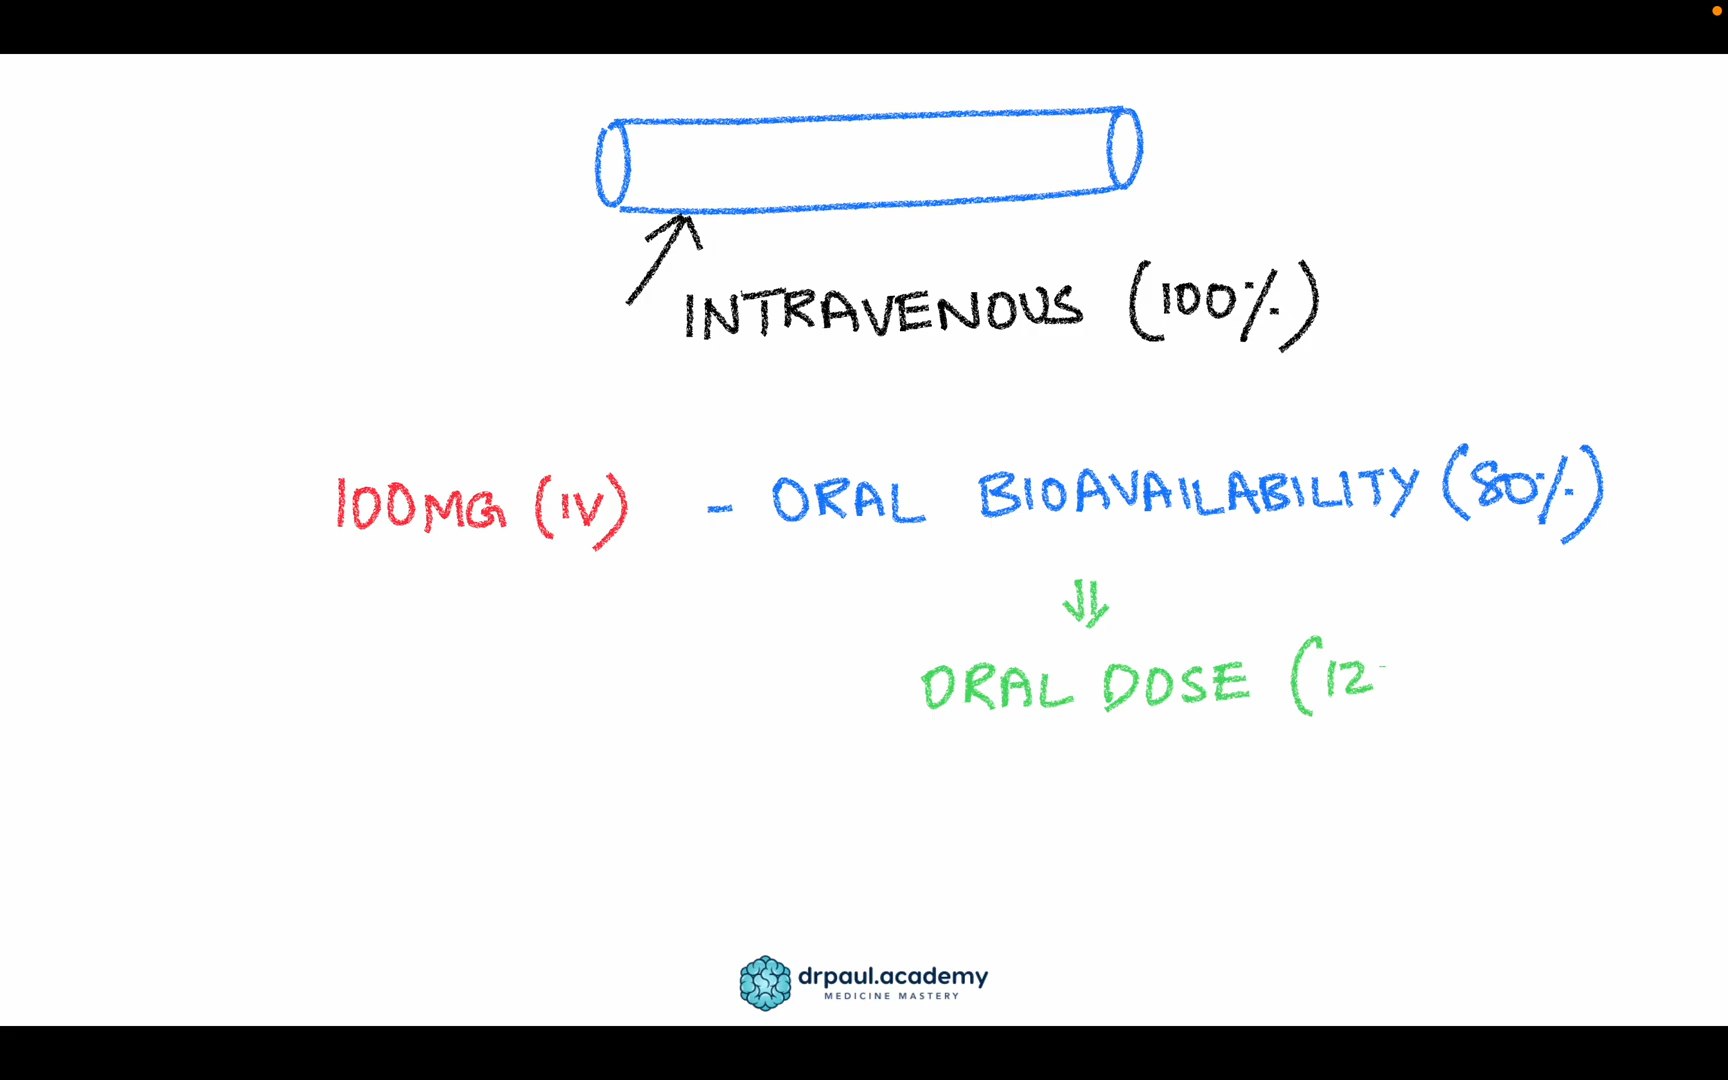 INTRAVENOUS (100%)
100MG (IV) - ORAL BIOAVAILABILITY (80%)
ORAL DOSE (12-
drpaul.academy
MEDICINE MASTERY